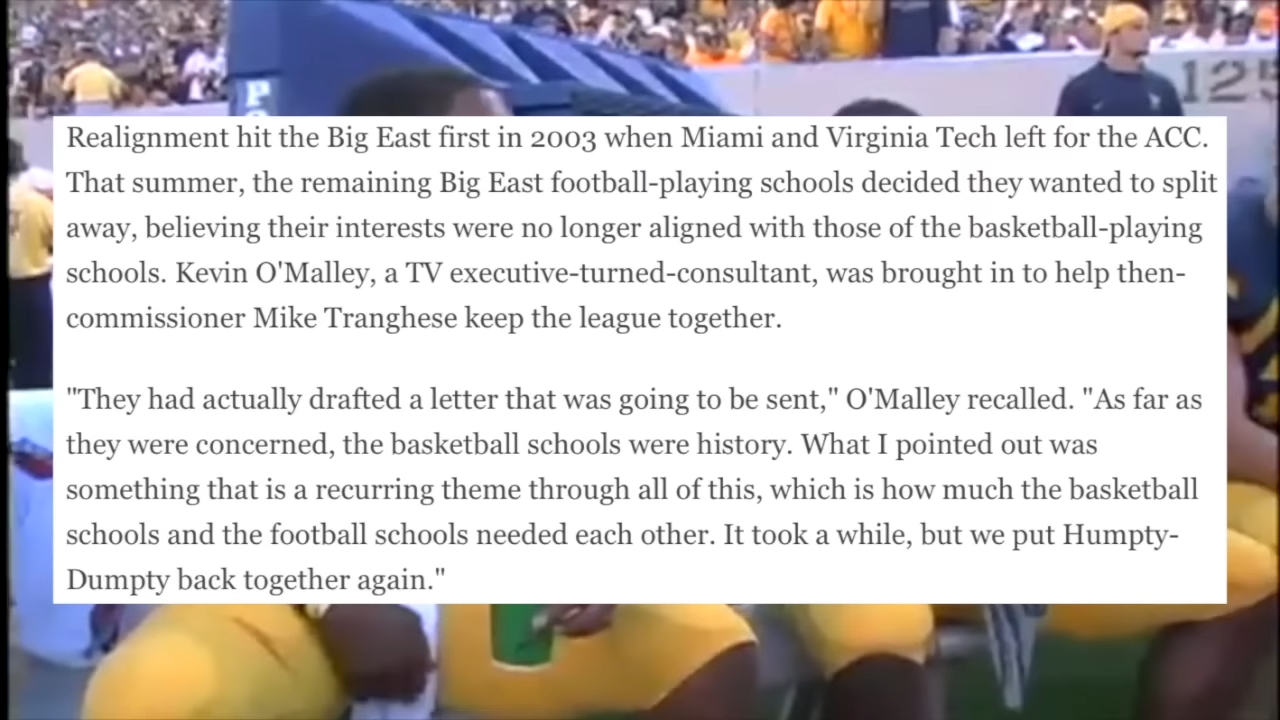 P
125
Realignment hit the Big East first in 2003 when Miami and Virginia Tech left for the ACC.
That summer, the remaining Big East football-playing schools decided they wanted to split
away, believing their interests were no longer aligned with those of the basketball-playing
schools. Kevin O'Malley, a TV executive-turned-consultant, was brought in to help then-
commissioner Mike Tranghese keep the league together.
"They had actually drafted a letter that was going to be sent," O'Malley recalled. "As far as
they were concerned, the basketball schools were history. What I pointed out was
something that is a recurring theme through all of this, which is how much the basketball
schools and the football schools needed each other. It took a while, but we put Humpty-
Dumpty back together again."